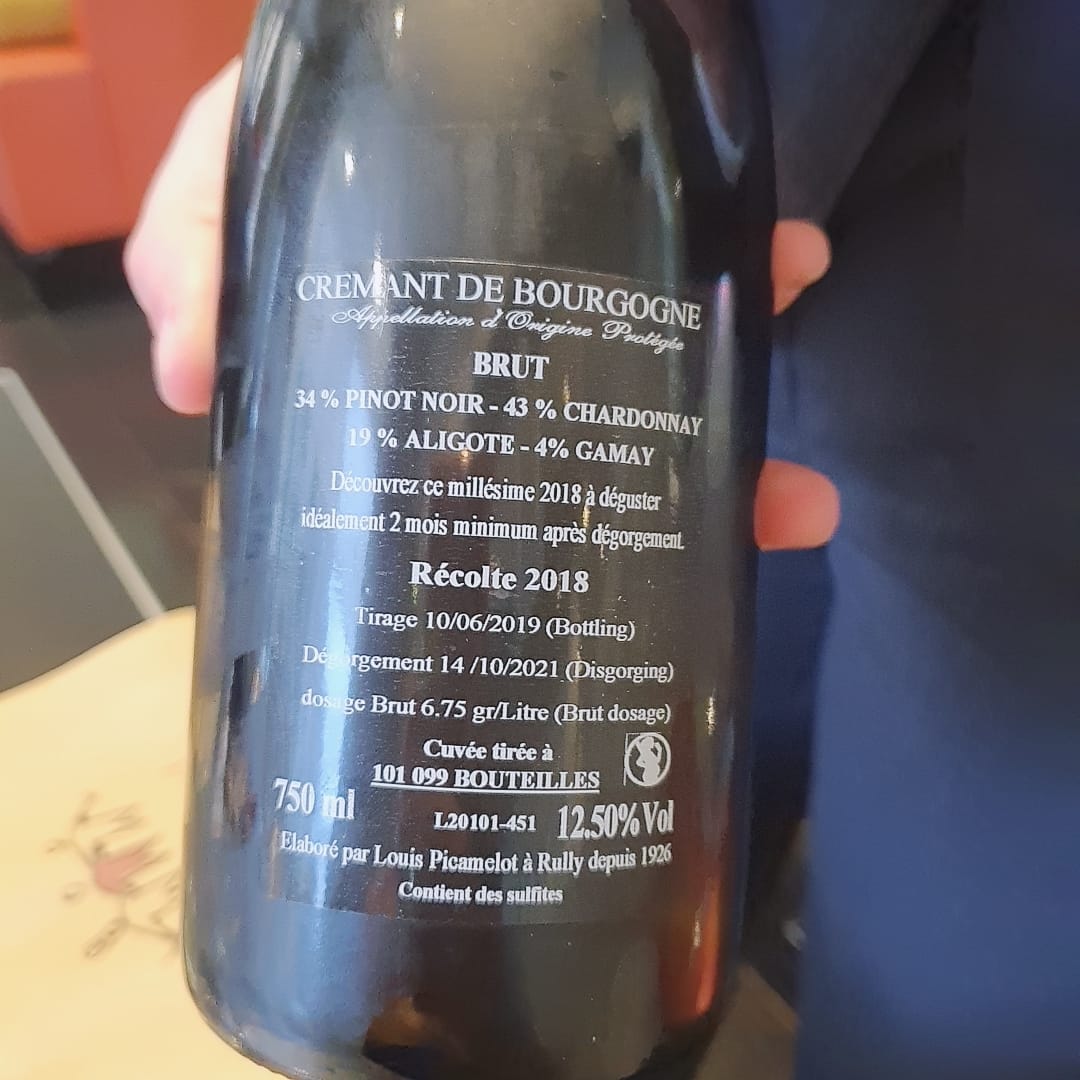 CREMANT DE BOURGOGNE
Appellation d'Origine Protégée
BRUT
34 % PINOT NOIR - 43 % CHARDONNAY
19 % ALIGOTE - 4% GAMAY
Découvrez ce millésime 2018 à déguster
idéalement 2 mois minimum après dégorgement.
Récolte 2018
Tirage 10/06/2019 (Bottling)
Dégorgement 14 /10/2021 (Disgorging)
dosage Brut 6.75 gr/Litre (Brut dosage)
Cuvée tirée à
101 099 BOUTEILLES
750 ml
L20101-451 12.50% Vol
Elaboré par Louis Picamelot à Rully depuis 1926
Contient des sulfites